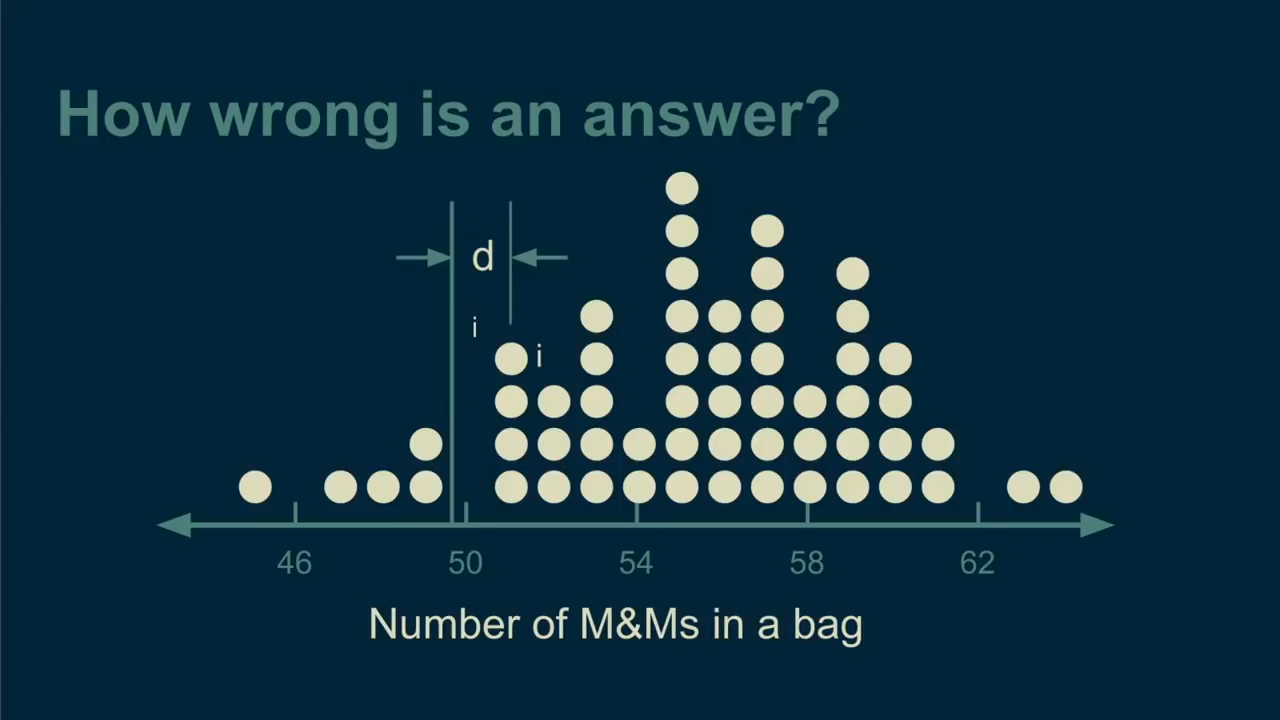 How wrong is an answer?
d
i
i
46 50 54 58 62
Number of M&Ms in a bag